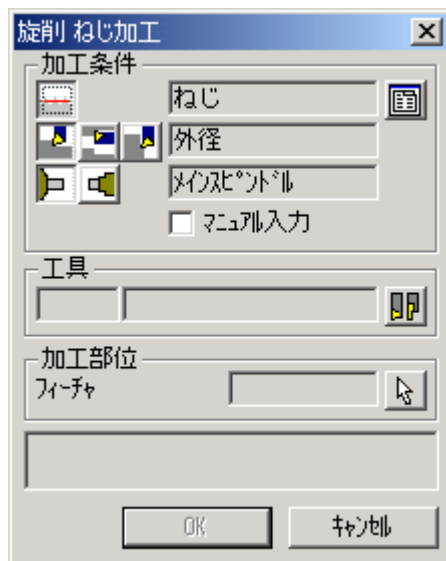 旋削 ねじ加工
加工条件
ねじ
外径
ﾒｲﾝｽﾋﾟﾝﾄﾞﾙ
ﾏﾆｭｱﾙ入力
工具
加工部位
ﾌｨｰﾁｬ
OK
ｷｬﾝｾﾙ